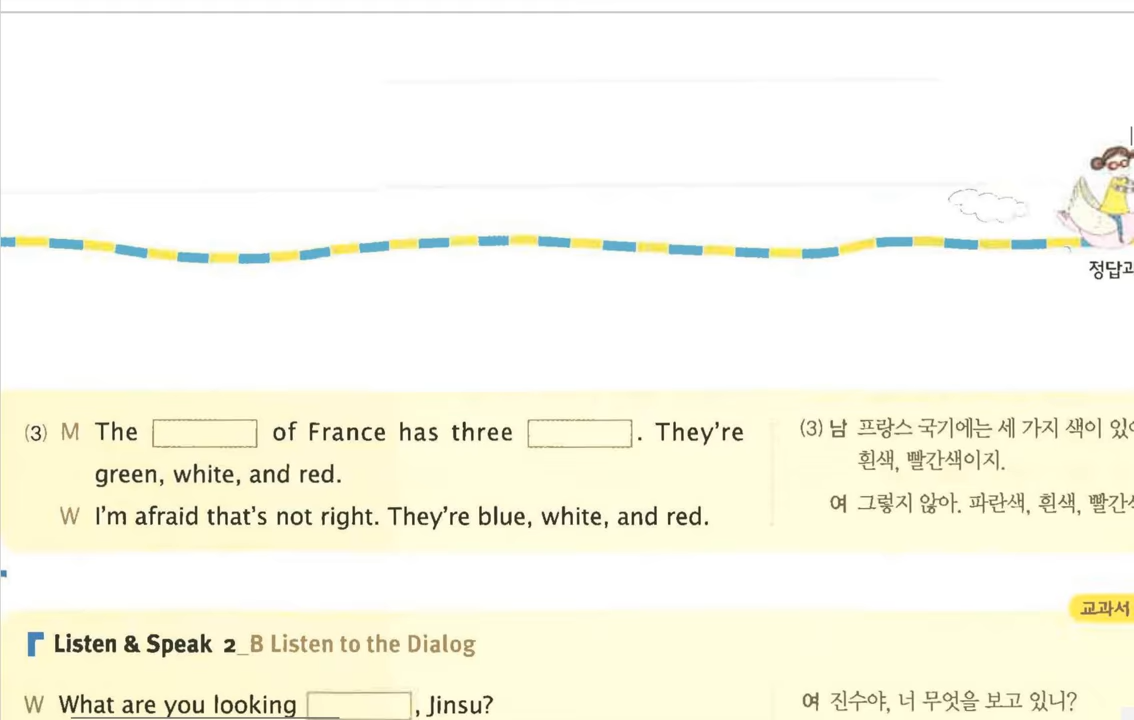 정답과
(3) M The of France has three . They're
green, white, and red.
W I'm afraid that's not right. They're blue, white, and red.
(3) 남 프랑스 국기에는 세 가지 색이
흰색, 빨간색이지.
여 그렇지 않아. 파란색, 흰색,
교과서
Listen & Speak 2_B Listen to the Dialog
W What are you looking , Jinsu?
여 진수야, 너 무엇을 보고 있니?